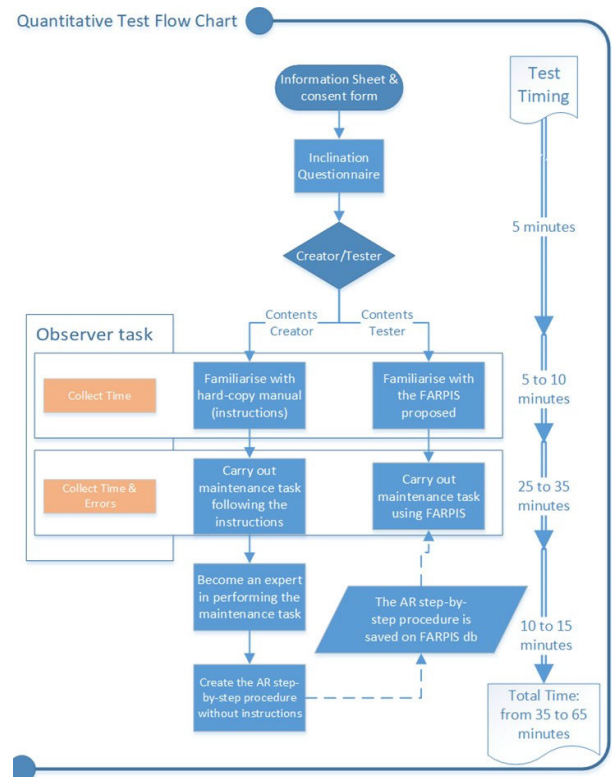 Quantitative Test Flow Chart
Information Sheet &
consent form
Test
Timing
Inclination
Questionnaire
5 minutes
Creator/Tester
Contents
Creator
Contents
Tester
Observer task
Collect Time
Familiarise with
hard-copy manual
(instructions)
Familiarise with
the FARPIS
proposed
5 to 10
minutes
Collect Time &
Errors
Carry out
maintenance task
following the
instructions
Carry out
maintenance task
using FARPIS
25 to 35
minutes
Become an expert
in performing the
maintenance task
The AR step-by-
step procedure is
saved on FARPIS db
10 to 15
minutes
Create the AR step-
by-step procedure
without instructions
Total Time:
from 35 to 65
minutes